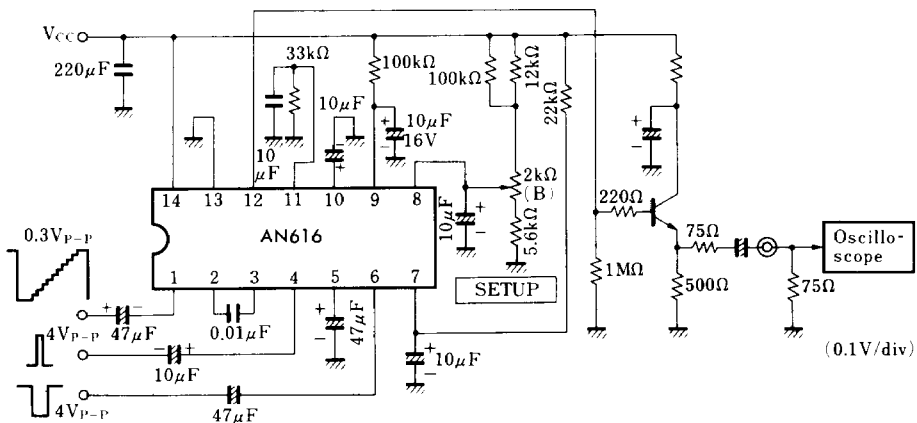 VCC
220μF
33kΩ
10μF
10
μF
100kΩ
10μF
16V
100kΩ
12kΩ
22kΩ
2kΩ
(B)
5.6kΩ
10μF
SETUP
14 13 12 11 10 9 8
AN616
1 2 3 4 5 6 7
0.3VP-P
4VP-P
47μF
0.01μF
47μF
10μF
10μF
4VP-P
47μF
220Ω
1MΩ
75Ω
500Ω
75Ω
Oscillo-
scope
(0.1V/div)